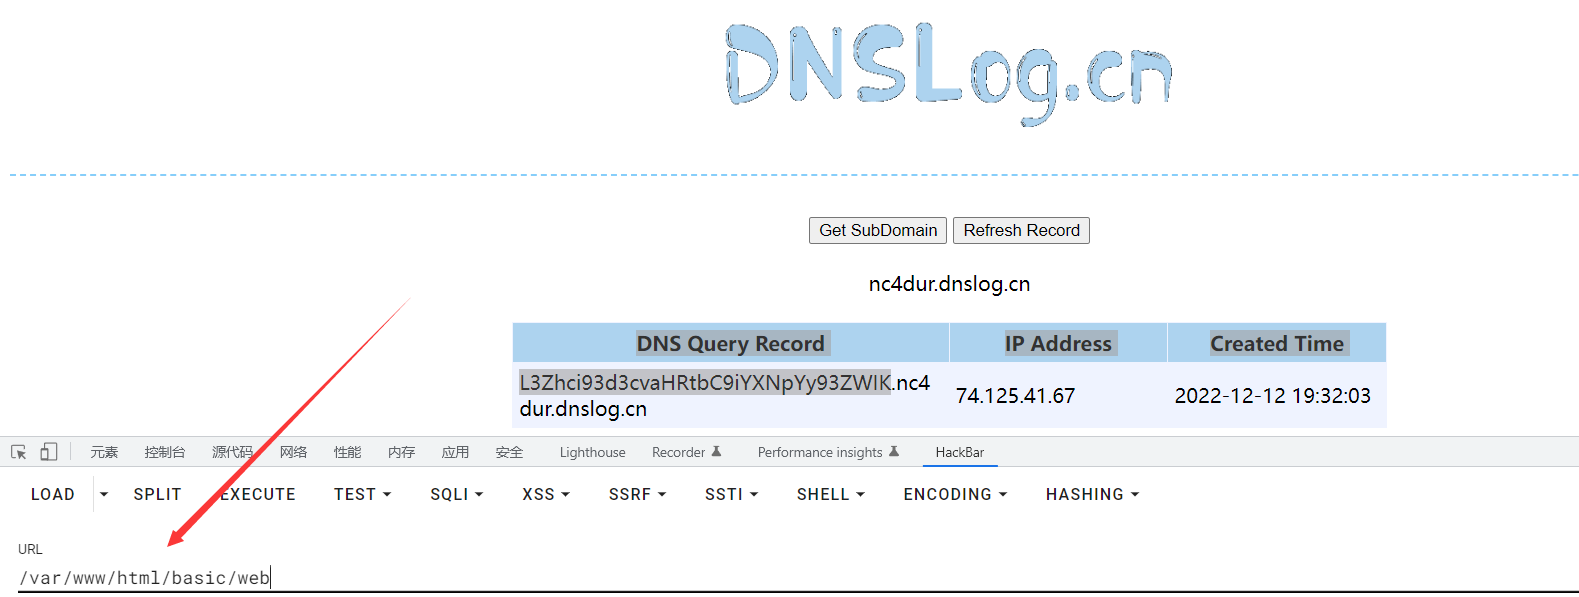 DNSLog.cn
Get SubDomain Refresh Record
nc4dur.dnslog.cn
DNS Query Record IP Address Created Time
L3Zhci93d3cvaHRtbC9iYXNpYy93ZWIK.nc4
dur.dnslog.cn
74.125.41.67 2022-12-12 19:32:03
元素 控制台 源代码 网络 性能 内存 应用 安全 Lighthouse Recorder Performance insights HackBar
LOAD SPLIT EXECUTE TEST SQLI XSS SSRF SSTI SHELL ENCODING HASHING
URL
/var/www/html/basic/web